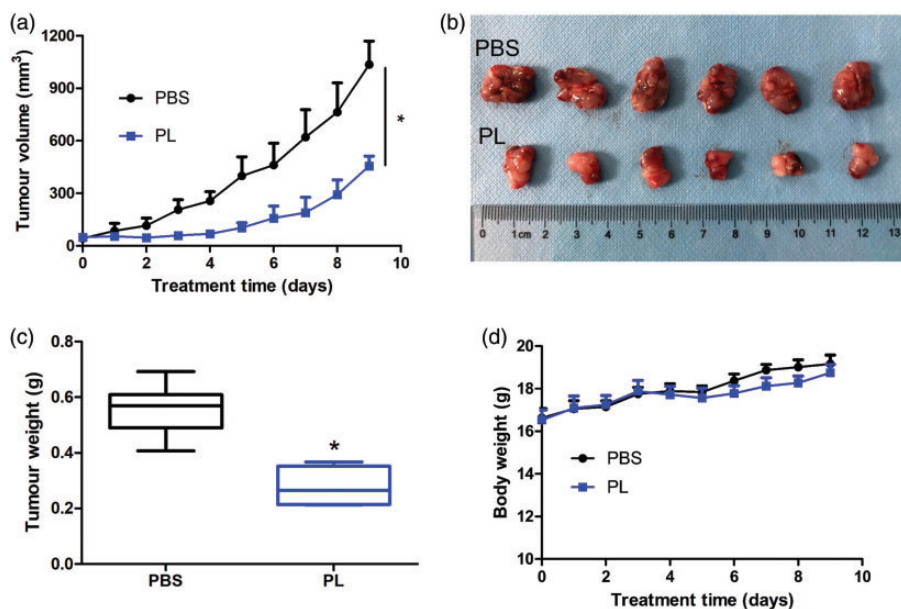 (a)
Tumour volume (mm³)
1200
900
600
300
0
PBS
PL
*
0 2 4 6 8 10
Treatment time (days)
(b)
PBS
PL
0 1cm 2 3 4 5 6 7 8 9 10 11 12 13
(c)
Tumour weight (g)
0.8
0.6
0.4
0.2
0.0
*
PBS PL
(d)
Body weight (g)
20
18
16
14
12
10
PBS
PL
0 2 4 6 8 10
Treatment time (days)